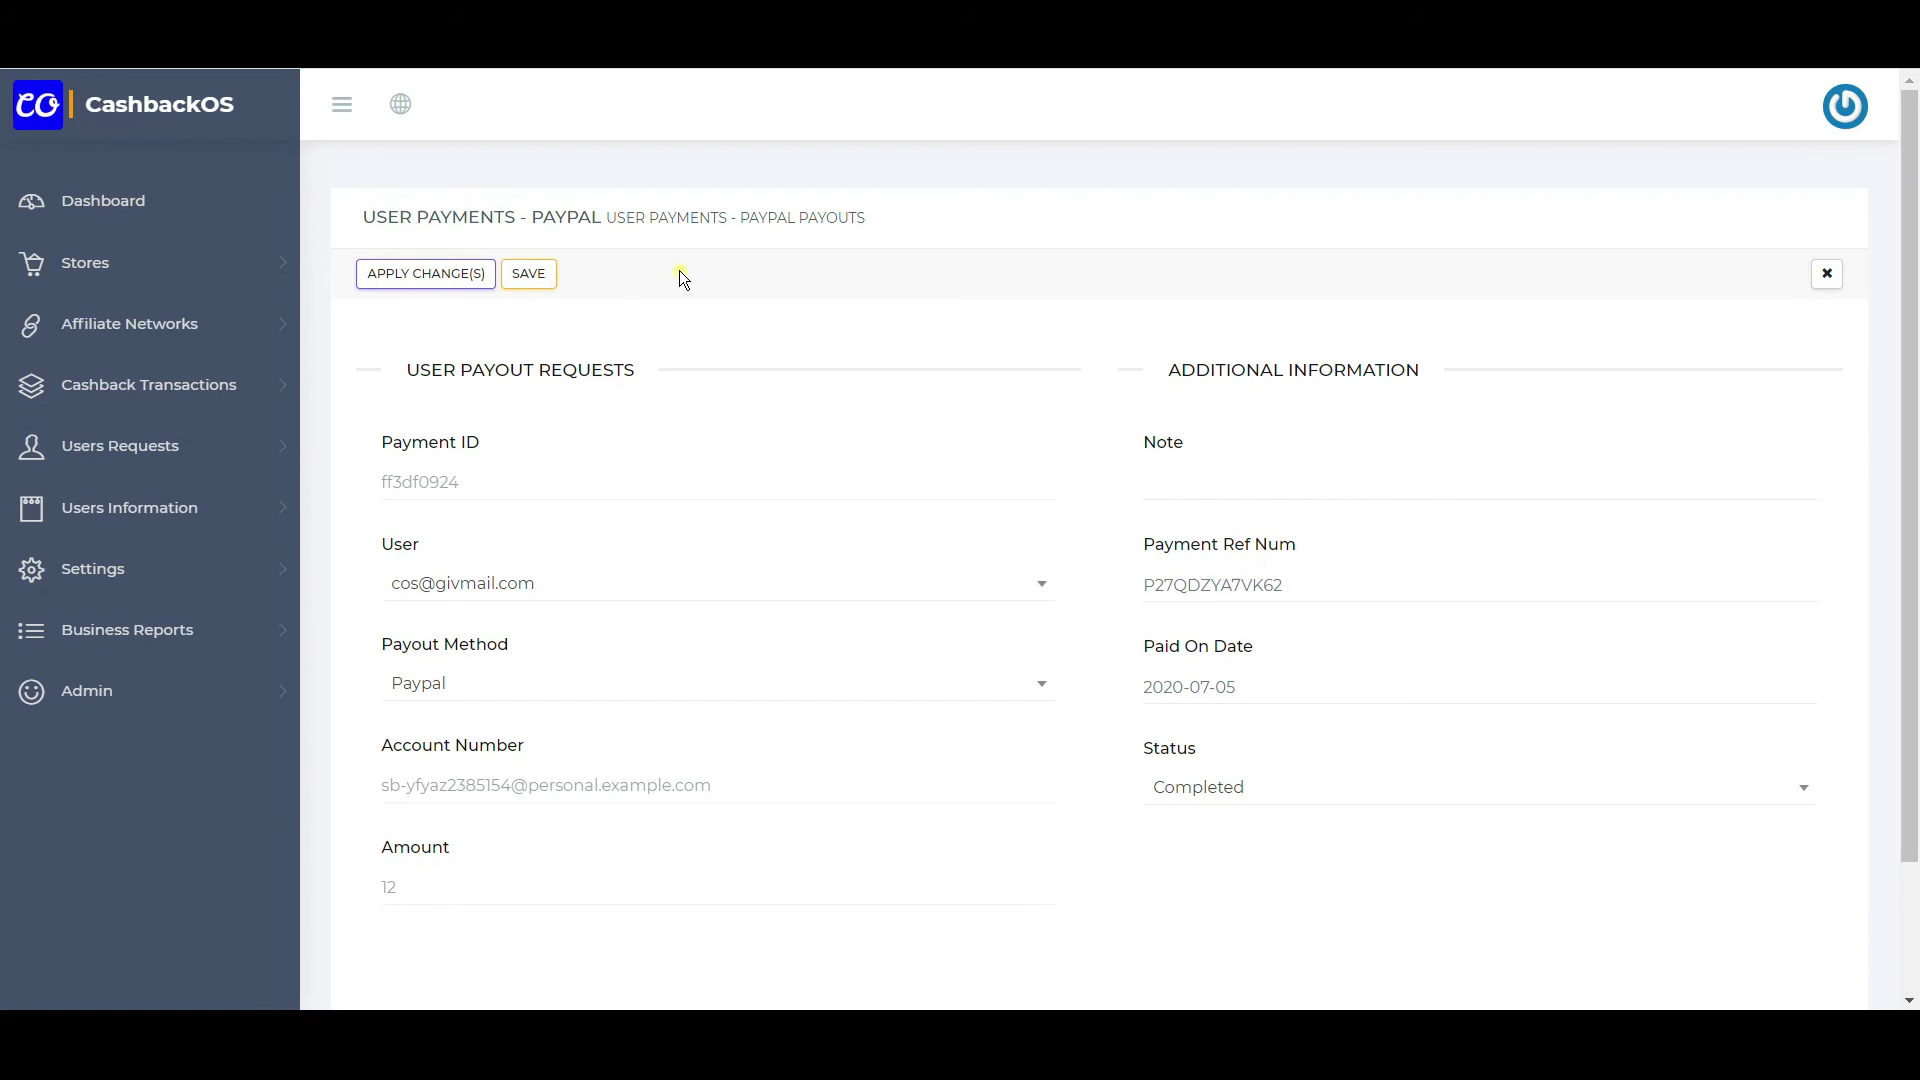 CO | CashbackOS
Dashboard
Stores
Affiliate Networks
Cashback Transactions
Users Requests
Users Information
Settings
Business Reports
Admin
USER PAYMENTS - PAYPAL USER PAYMENTS - PAYPAL PAYOUTS
APPLY CHANGE(S) SAVE
USER PAYOUT REQUESTS
Payment ID
ff3df0924
User
cos@givmail.com
Payout Method
Paypal
Account Number
sb-yfyaz2385154@personal.example.com
Amount
12
ADDITIONAL INFORMATION
Note
Payment Ref Num
P27QDZYA7VK62
Paid On Date
2020-07-05
Status
Completed